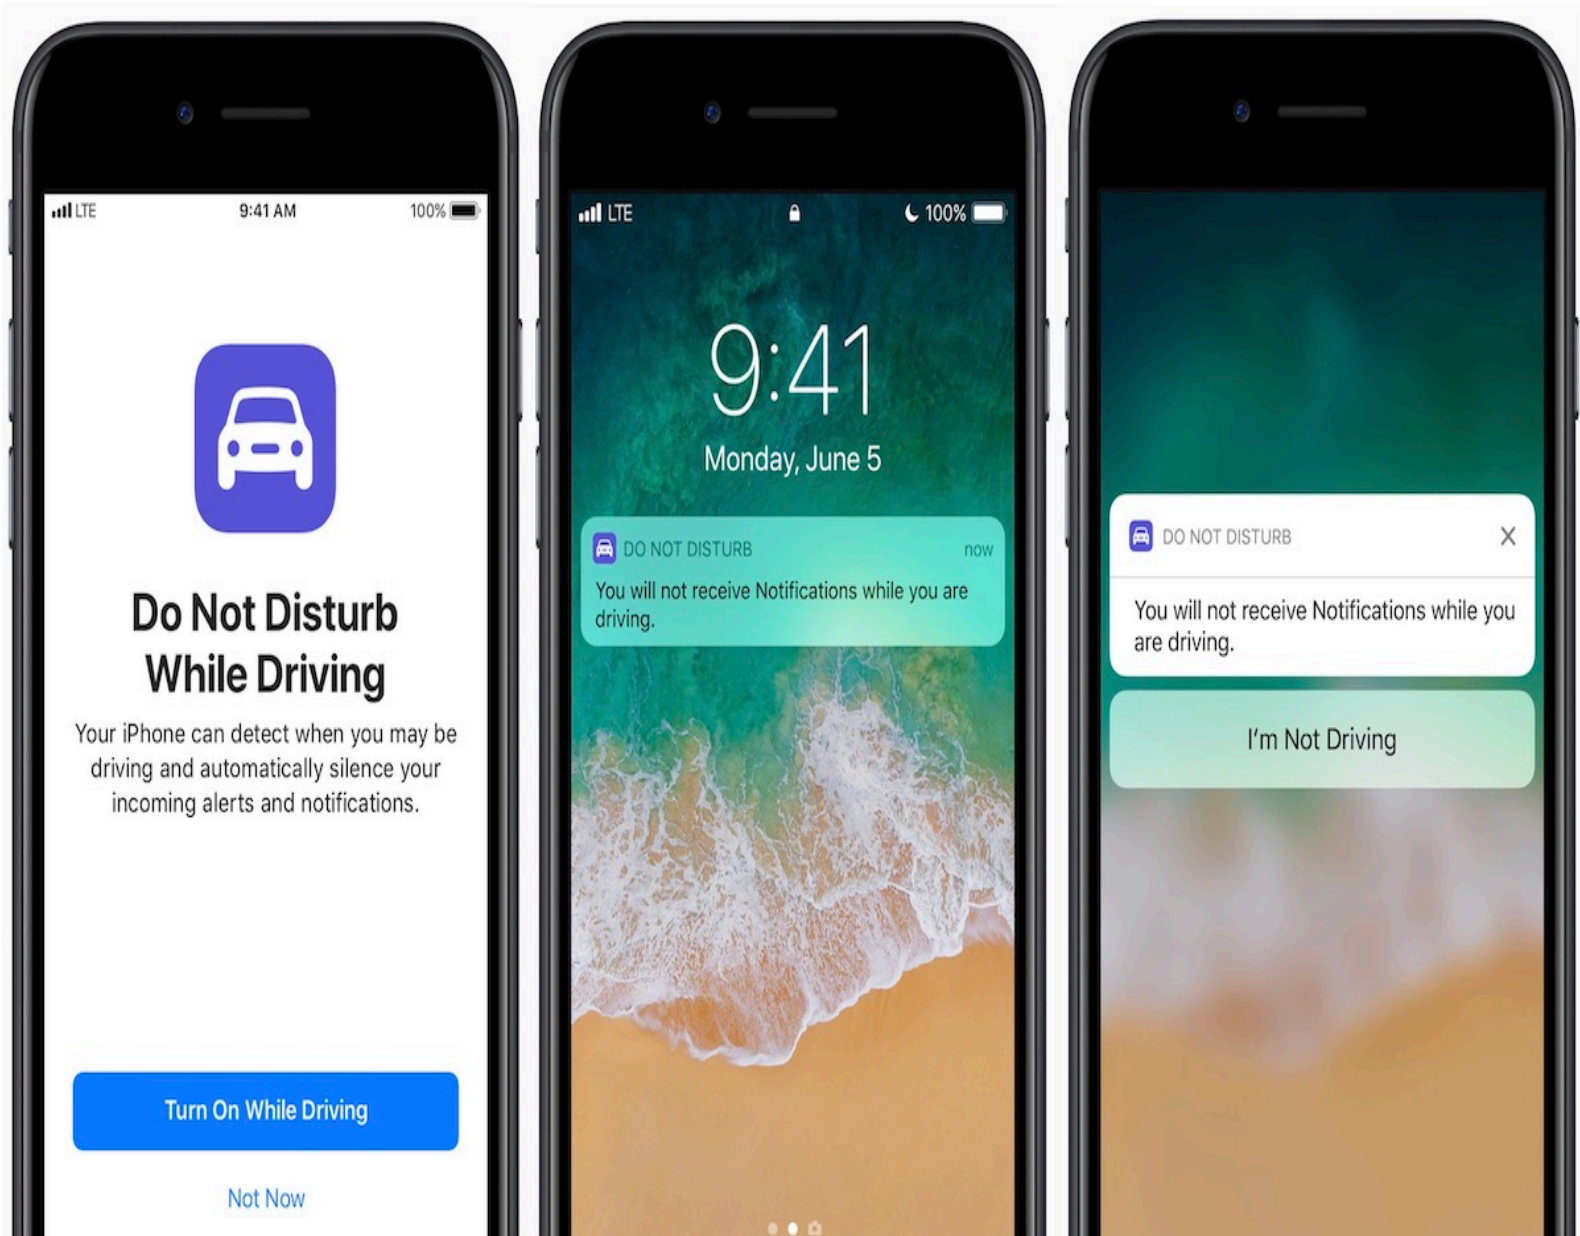 LTE
9:41 AM
100%
Do Not Disturb
While Driving
Your iPhone can detect when you may be
driving and automatically silence your
incoming alerts and notifications.
Turn On While Driving
Not Now
LTE
100%
9:41
Monday, June 5
DO NOT DISTURB
now
You will not receive Notifications while you are
driving.
DO NOT DISTURB
You will not receive Notifications while you
are driving.
I'm Not Driving